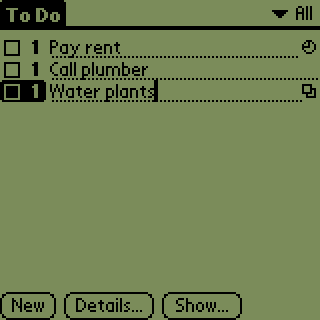 To Do All
1 Pay rent
1 Call plumber
1 Water plants
New Details... Show...